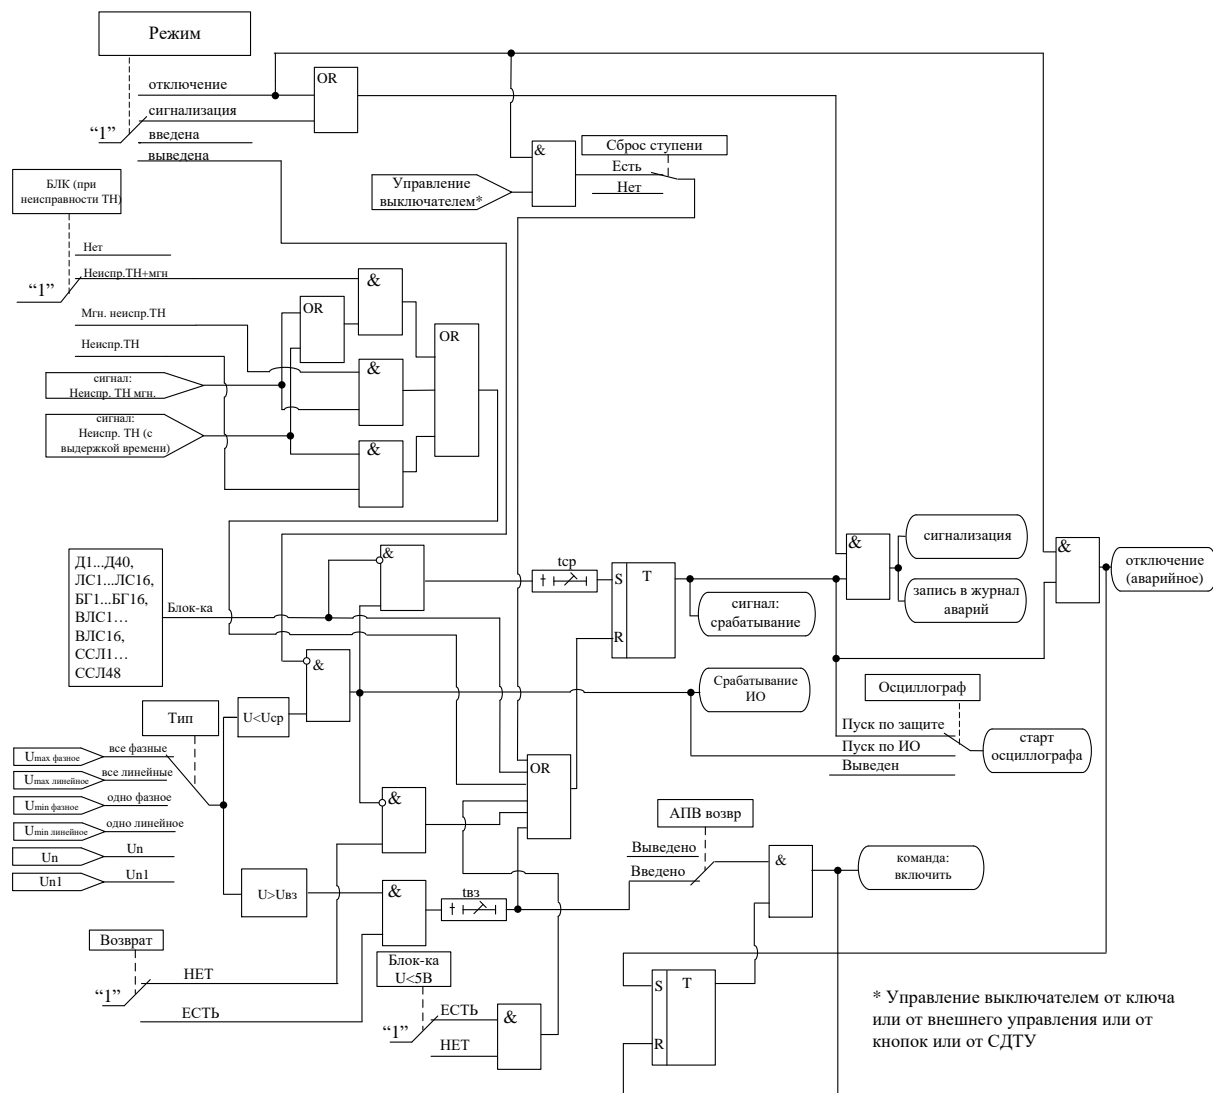 Режим
отключение
сигнализация
“1”
введена
выведена
OR
&
Сброс ступени
Есть
Нет
Управление
выключателем*
БЛК (при
неисправности ТН)
Нет
“1”
Неиспр.ТН+мгн
Мгн. неиспр.ТН
Неиспр.ТН
сигнал:
Неиспр. ТН мгн.
сигнал:
Неиспр. ТН (с
выдержкой времени)
&
OR
&
&
OR
Д1...Д40,
ЛС1...ЛС16,
БГ1...БГ16,
ВЛС1…
ВЛС16,
ССЛ1…
ССЛ48
Блок-ка
&
tср
S
T
R
сигнал:
срабатывание
&
сигнализация
запись в журнал
аварий
&
отключение
(аварийное)
&
U<Uср
Срабатывание
ИО
Осциллограф
Пуск по защите
Пуск по ИО
Выведен
старт
осциллографа
Тип
Umax фазное
все фазные
Umax линейное
все линейные
Umin фазное
одно фазное
Umin линейное
одно линейное
Un
Un
Un1
Un1
OR
&
U>Uвз
&
tвз
АПВ возвр
Выведено
Введено
&
команда:
включить
Возврат
“1”
НЕТ
ЕСТЬ
Блок-ка
U<5В
“1”
ЕСТЬ
НЕТ
&
S
T
R
* Управление выключателем от ключа
или от внешнего управления или от
кнопок или от СДТУ